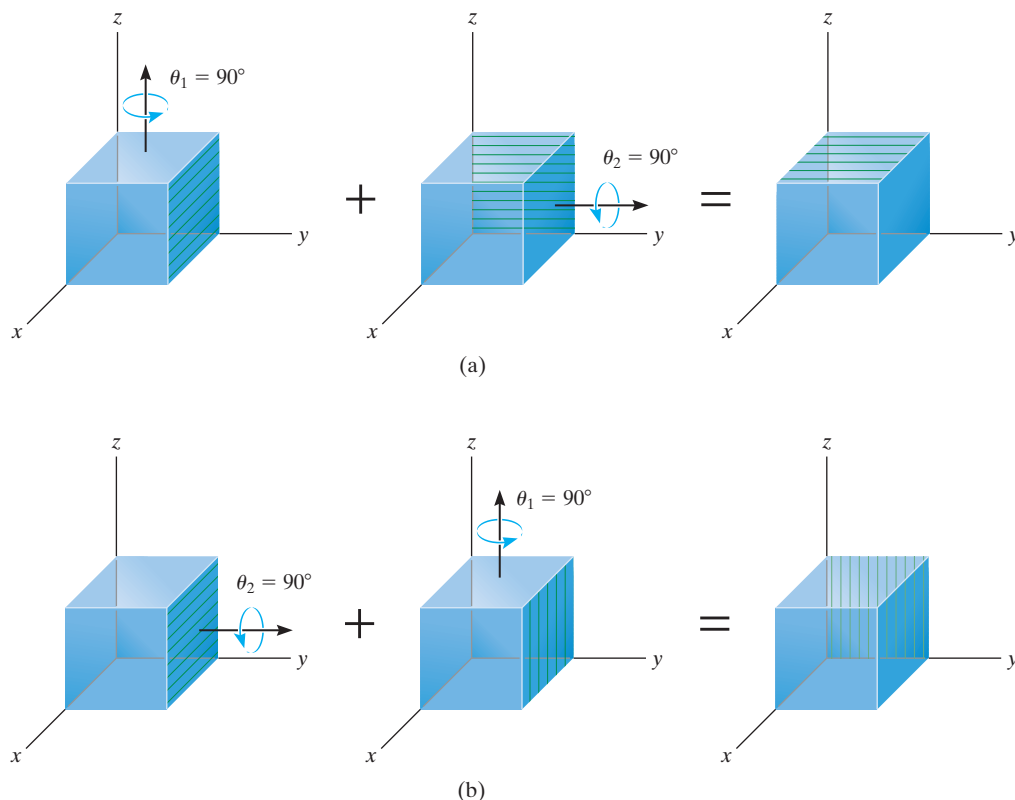 z z z
θ₁ = 90°
θ₂ = 90°
+ =
y y y
x x x
(a)
z z z
θ₁ = 90°
θ₂ = 90°
+ =
y y y
x x x
(b)